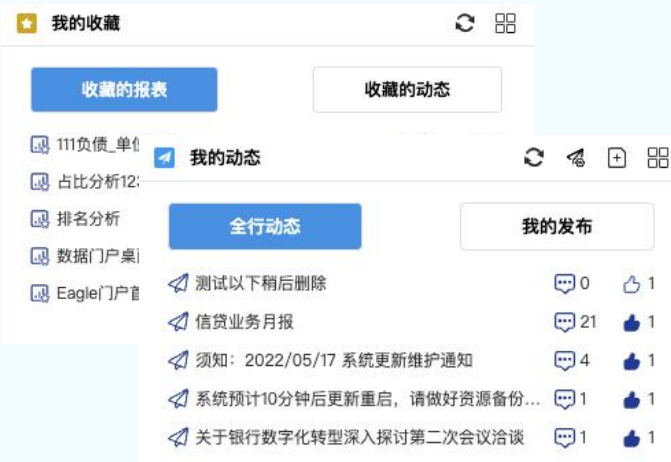 我的收藏
收藏的报表
收藏的动态
111负债_单
占比分析12
排名分析
数据门户桌
Eagle门户
我的动态
全行动态
我的发布
测试以下稍后删除 0 1
信贷业务月报 21 1
须知：2022/05/17 系统更新维护通知 4 1
系统预计10分钟后更新重启，请做好资源备份... 1 1
关于银行数字化转型深入探讨第二次会议洽谈 1 1